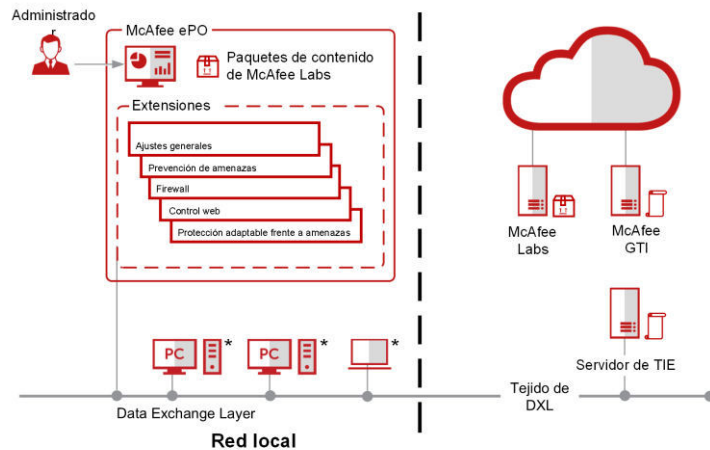 Administrado
r
McAfee ePO
Paquetes de contenido
de McAfee Labs
Extensiones
Ajustes generales
Prevención de amenazas
Firewall
Control web
Protección adaptable frente a amenazas
McAfee
Labs
McAfee
GTI
Servidor de TIE
PC
*
PC
*
*
Data Exchange Layer
Tejido de
DXL
Red local